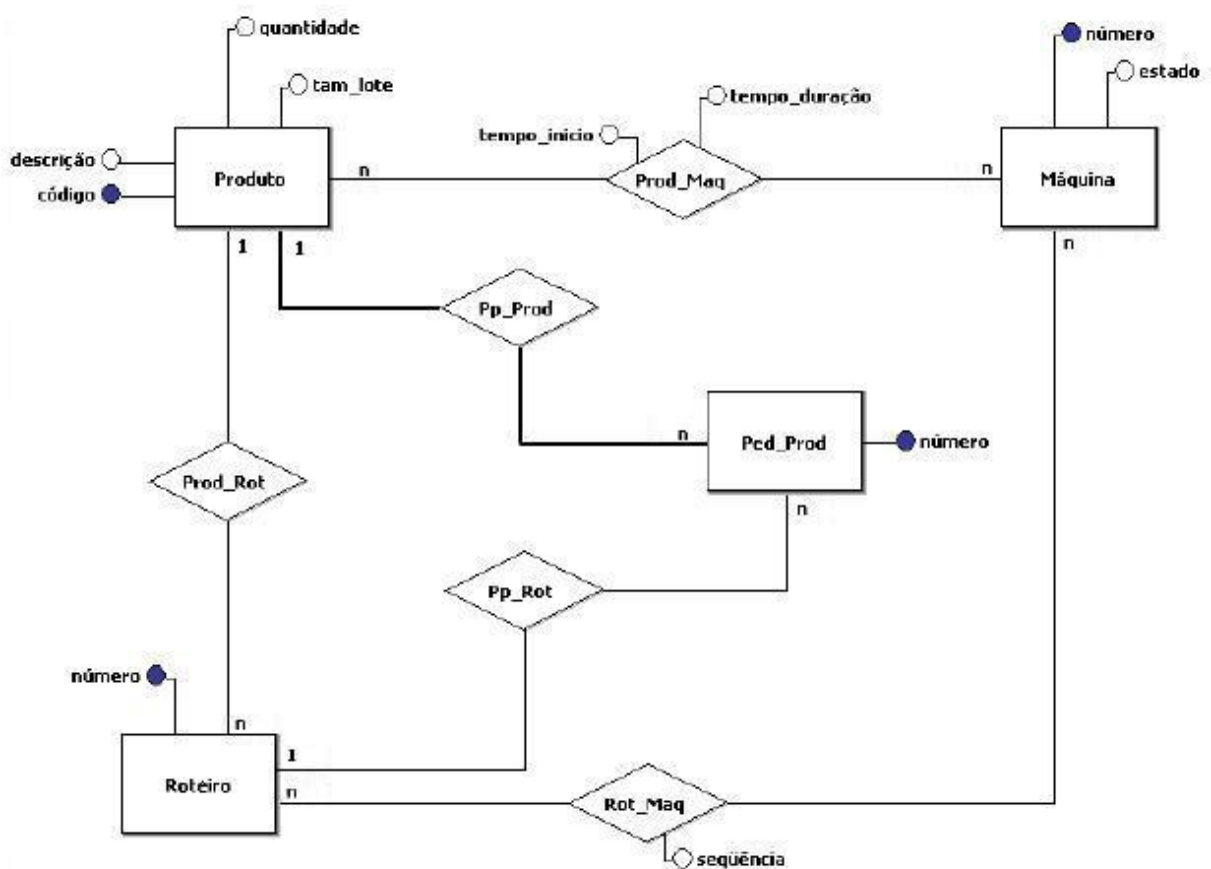 quantidade
número
tam_lote
estado
tempo_duração
tempo_inicio
descrição
Produto
n
Prod_Maq
n
Máquina
código
1
1
n
Pp_Prod
n
Ped_Prod
número
Prod_Rot
n
Pp_Rot
número
n
1
Roteiro
n
Rot_Maq
seqüência